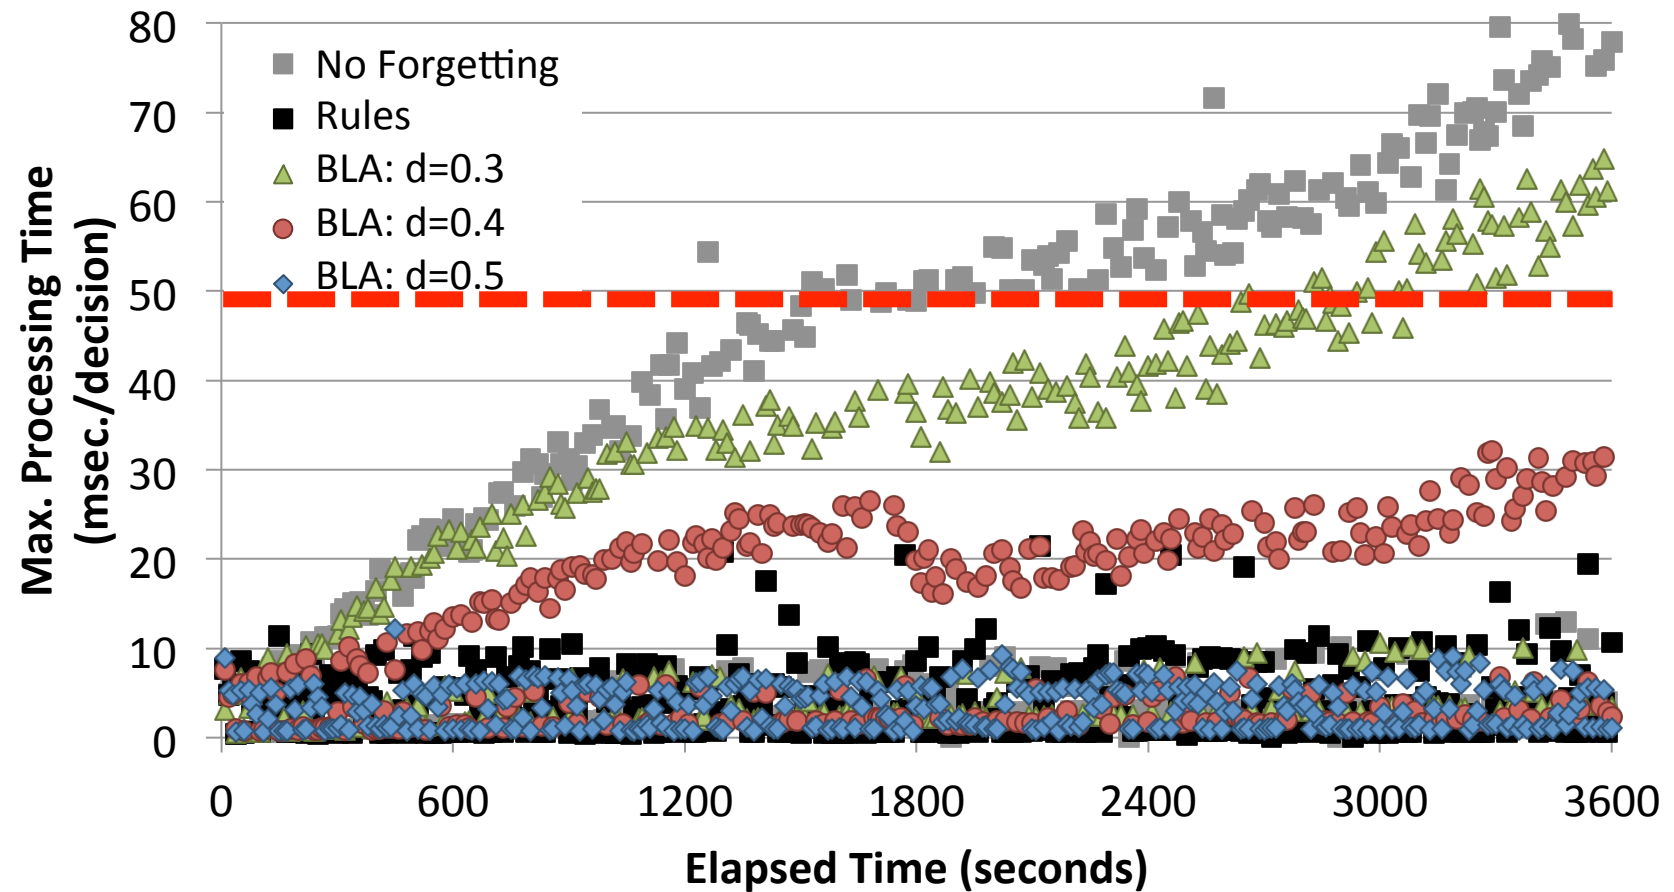 80
70
60
50
40
30
20
10
0
Max. Processing Time
(msec./decision)
No Forgetting
Rules
BLA: d=0.3
BLA: d=0.4
BLA: d=0.5
0 600 1200 1800 2400 3000 3600
Elapsed Time (seconds)